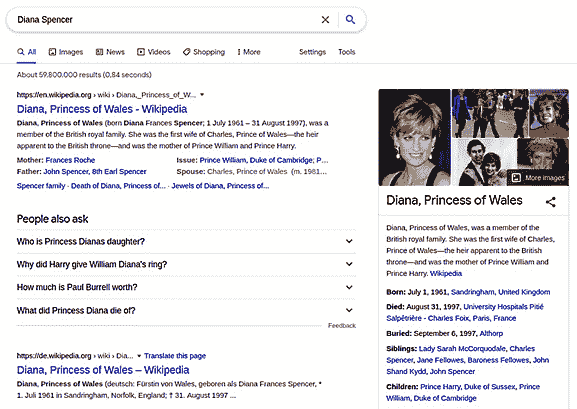 Diana Spencer
All
Images
News
Videos
Shopping
More
Settings
Tools
About 59.800.000 results (0,84 seconds)
https://en.wikipedia.org › wiki › Diana,_Princess_of_W...
Diana, Princess of Wales - Wikipedia
Diana, Princess of Wales (born Diana Frances Spencer; 1 July 1961 – 31 August 1997), was a
member of the British royal family. She was the first wife of Charles, Prince of Wales—the heir
apparent to the British throne—and was the mother of Prince William and Prince Harry.
Mother: Frances Roche
Issue: Prince William, Duke of Cambridge; P...
Father: John Spencer, 8th Earl Spencer
Spouse: Charles, Prince of Wales (m. 1981...
Spencer family · Death of Diana, Princess of... · Jewels of Diana, Princess of...
People also ask
Who is Princess Dianas daughter?
Why did Harry give William Diana's ring?
How much is Paul Burrell worth?
What did Princess Diana die of?
Feedback
https://de.wikipedia.org › wiki › Dia... Translate this page
Diana, Princess of Wales – Wikipedia
Diana, Princess of Wales (deutsch: Fürstin von Wales, geboren als Diana Frances Spencer, *
1. Juli 1961 in Sandringham, Norfolk, England; † 31. August 1997 ...
More images
Diana, Princess of Wales
Diana, Princess of Wales, was a member of the
British royal family. She was the first wife of Charles,
Prince of Wales—the heir apparent to the British
throne—and was the mother of Prince William and
Prince Harry. Wikipedia
Born: July 1, 1961, Sandringham, United Kingdom
Died: August 31, 1997, University Hospitals Pitié
Salpêtrière - Charles Foix, Paris, France
Buried: September 6, 1997, Althorp
Siblings: Lady Sarah McCorquodale, Charles
Spencer, Jane Fellowes, Baroness Fellowes, John
Shand Kydd, John Spencer
Children: Prince Harry, Duke of Sussex, Prince
William, Duke of Cambridge